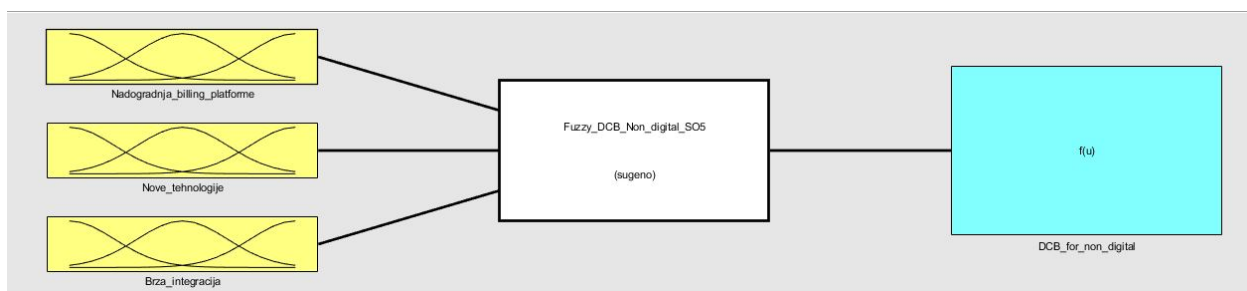 Nadogradnja_billing_platforme
Nove_tehnologije
Brza_integracija
Fuzzy_DCB_Non_digital_SO5
(sugeno)
f(u)
DCB_for_non_digital